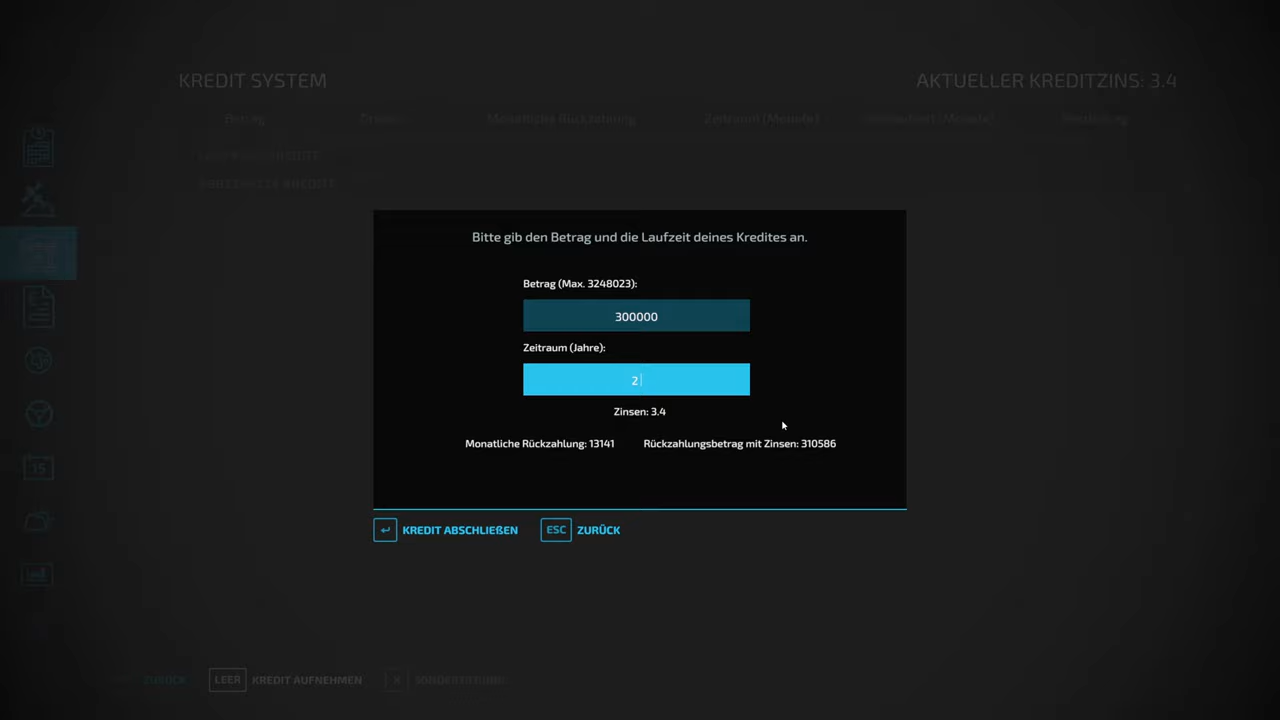 KREDIT SYSTEM
AKTUELLER KREDITZINS: 3.4
Betrag
Monatliche Rückzahlung
Zeitraum (Monate)
Bitte gib den Betrag und die Laufzeit deines Kredites an.
Betrag (Max. 3248023):
300000
Zeitraum (Jahre):
2
Zinsen: 3.4
Monatliche Rückzahlung: 13141
Rückzahlungsbetrag mit Zinsen: 310586
KREDIT ABSCHLIEẞEN
ESC ZURÜCK
15
ZURÜCK
LEER KREDIT AUFNEHMEN
X SONDERTILGUNG